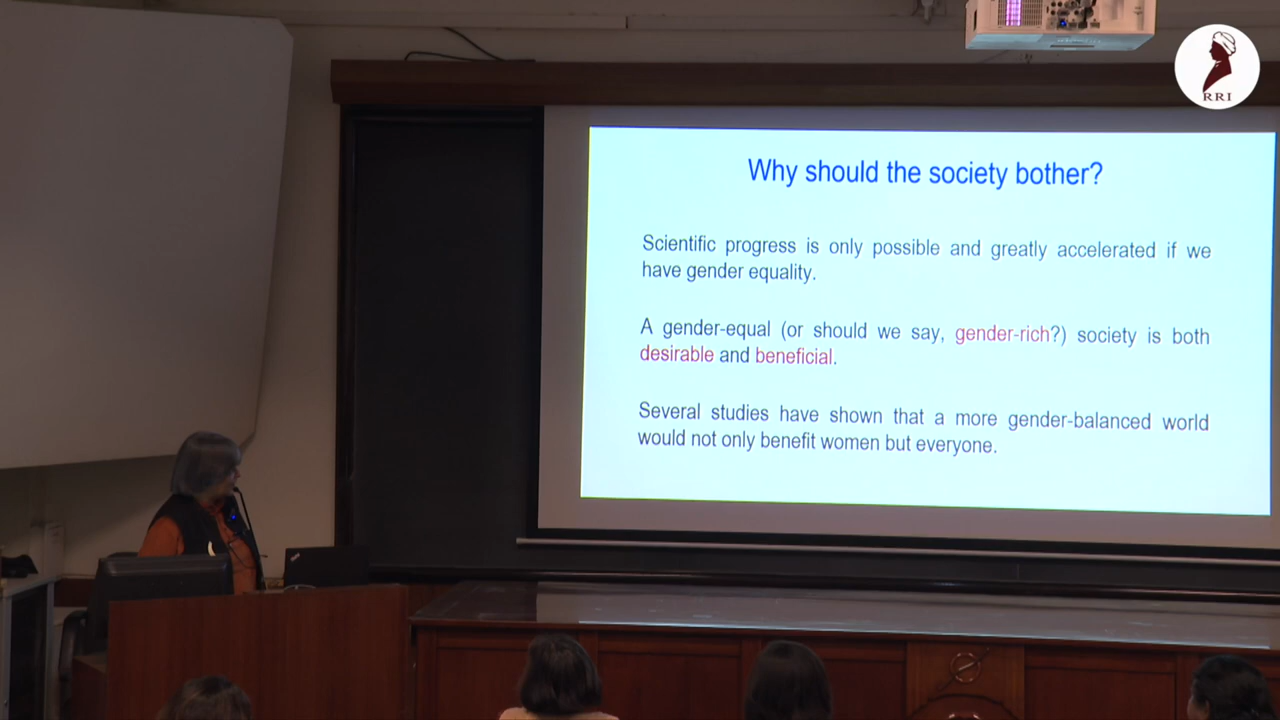 RRI
Why should the society bother?
Scientific progress is only possible and greatly accelerated if we
have gender equality.
A gender-equal (or should we say, gender-rich?) society is both
desirable and beneficial.
Several studies have shown that a more gender-balanced world
would not only benefit women but everyone.